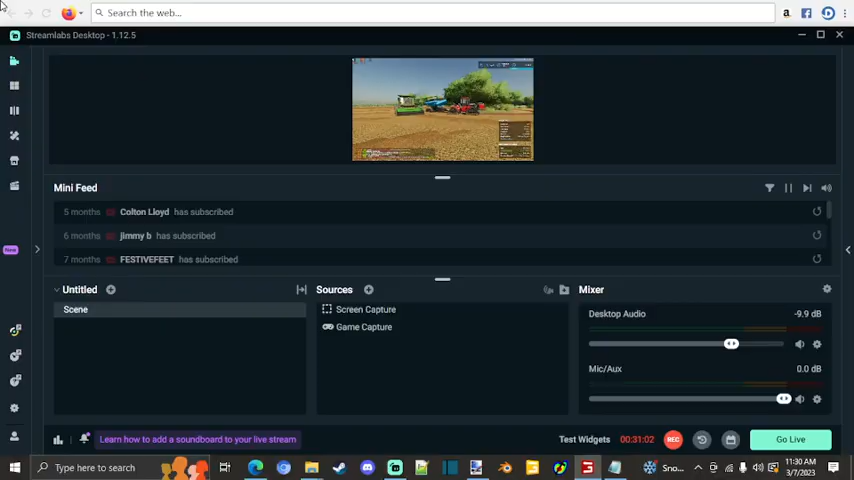 Search the web...
Streamlabs Desktop - 1.12.5
Mini Feed
5 months Colton Lloyd has subscribed
6 months jimmy b has subscribed
7 months FESTIVEFEET has subscribed
New
Untitled
Scene
Sources
Screen Capture
Game Capture
Mixer
Desktop Audio -9.9 dB
Mic/Aux 0.0 dB
Learn how to add a soundboard to your live stream
Test Widgets 00:31:02 REC Go Live
Type here to search
Sno...
11:30 AM
3/7/2023